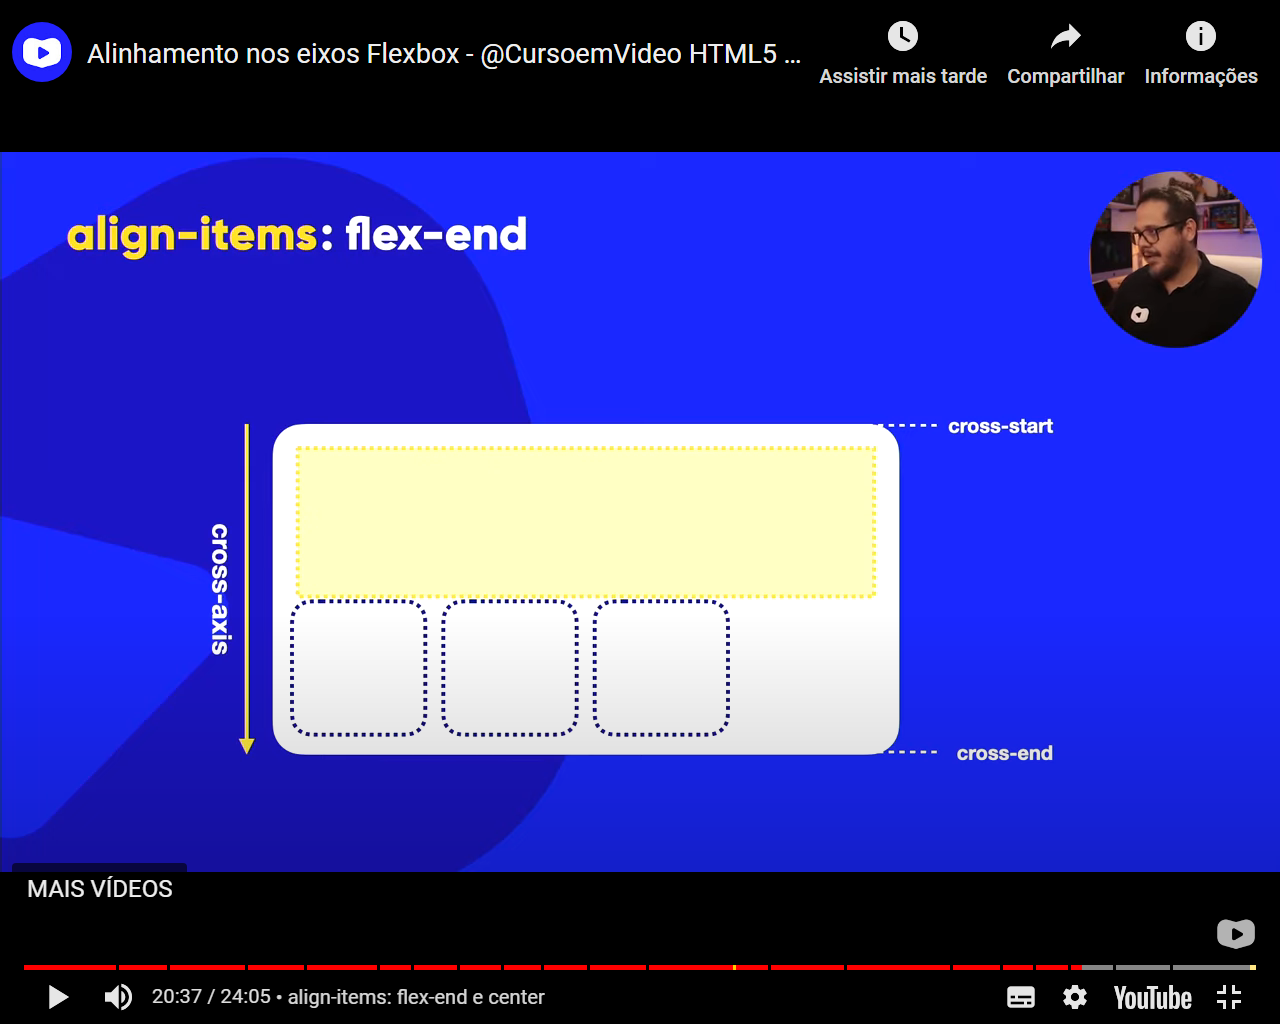 Alinhamento nos eixos Flexbox - @CursoemVideo HTML5 ...
Assistir mais tarde
Compartilhar
Informações
align-items: flex-end
cross-start
cross-axis
cross-end
MAIS VÍDEOS
20:37 / 24:05 • align-items: flex-end e center
YouTube